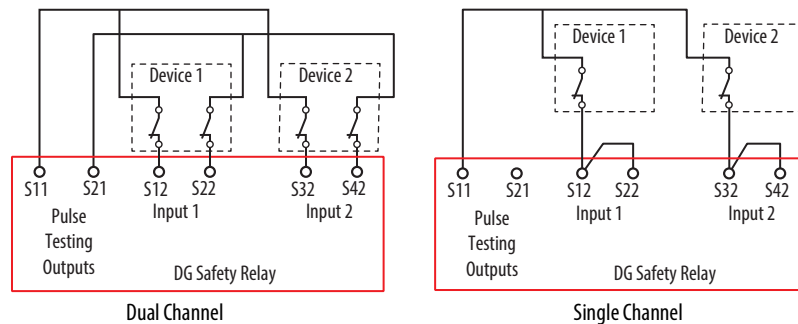 Device 1
Device 2
S11
S21
S12
S22
S32
S42
Input 1
Input 2
Pulse
Testing
Outputs
DG Safety Relay
Dual Channel
Device 1
Device 2
S11
S21
S12
S22
S32
S42
Input 1
Input 2
Pulse
Testing
Outputs
DG Safety Relay
Single Channel